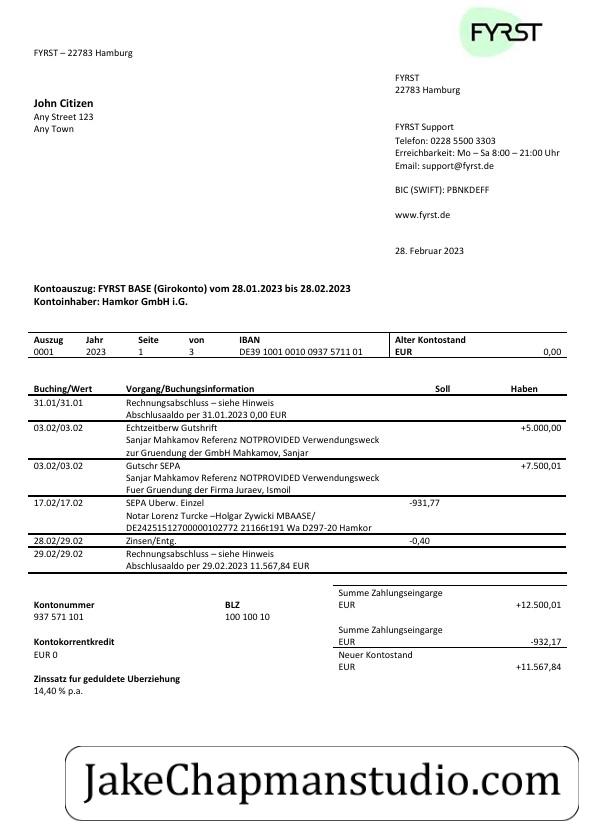 FYRST
FYRST – 22783 Hamburg
FYRST
22783 Hamburg
John Citizen
Any Street 123
Any Town
FYRST Support
Telefon: 0228 5500 3303
Erreichbarkeit: Mo – Sa 8:00 – 21:00 Uhr
Email: support@fyrst.de
BIC (SWIFT): PBNKDEFF
www.fyrst.de
28. Februar 2023
Kontoauszug: FYRST BASE (Girokonto) vom 28.01.2023 bis 28.02.2023
Kontoinhaber: Hamkor GmbH i.G.
Auszug Jahr Seite von IBAN Alter Kontostand
0001 2023 1 3 DE39 1001 0010 0937 5711 01 EUR 0,00
Buching/Wert Vorgang/Buchungsinformation Soll Haben
31.01/31.01 Rechnungsabschluss – siehe Hinweis
Abschlusaaldo per 31.01.2023 0,00 EUR
03.02/03.02 Echtzeitberw Gutshrift +5.000,00
Sanjar Mahkamov Referenz NOTPROVIDED Verwendungsweck
zur Gruendung der GmbH Mahkamov, Sanjar
03.02/03.02 Gutschr SEPA +7.500,01
Sanjar Mahkamov Referenz NOTPROVIDED Verwendungsweck
Fuer Gruendung der Firma Juraev, Ismoil
17.02/17.02 SEPA Uberw. Einzel -931,77
Notar Lorenz Turcke –Holgar Zywicki MBAASE/
DE24251512700000102772 21166t191 Wa D297-20 Hamkor
28.02/29.02 Zinsen/Entg. -0,40
29.02/29.02 Rechnungsabschluss – siehe Hinweis
Abschlusaaldo per 29.02.2023 11.567,84 EUR
Summe Zahlungseingarge
Kontonummer BLZ EUR +12.500,01
937 571 101 100 100 10
Summe Zahlungseingarge
Kontokorrentkredit EUR -932,17
EUR 0 Neuer Kontostand
EUR +11.567,84
Zinssatz fur geduldete Uberziehung
14,40 % p.a.
JakeChapmanstudio.com